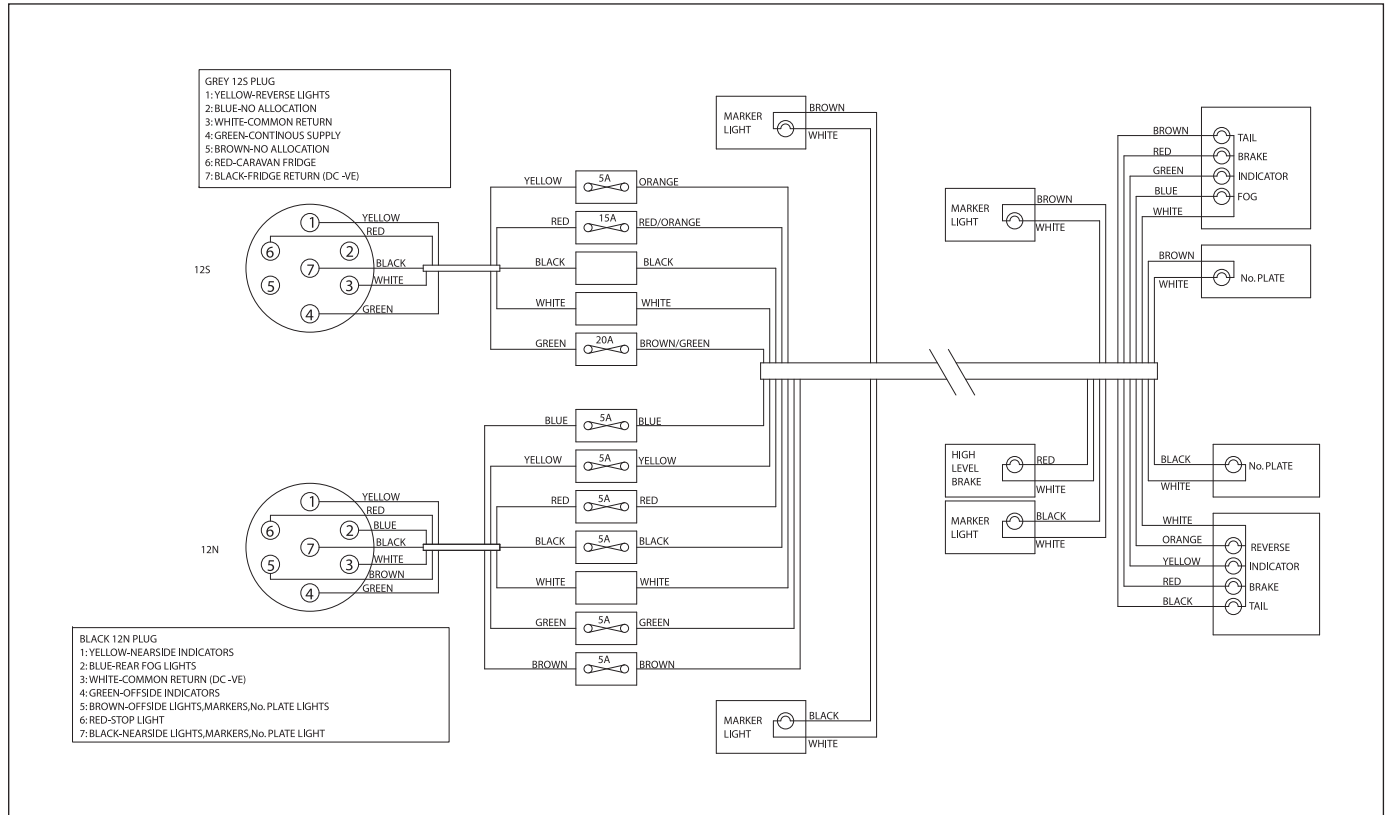 GREY 12S PLUG
1: YELLOW-REVERSE LIGHTS
2: BLUE-NO ALLOCATION
3: WHITE-COMMON RETURN
4: GREEN-CONTINOUS SUPPLY
5: BROWN-NO ALLOCATION
6: RED-CARAVAN FRIDGE
7: BLACK-FRIDGE RETURN (DC -VE)
12S
1
2
3
4
5
6
7
YELLOW
RED
BLACK
WHITE
GREEN
YELLOW 5A ORANGE
RED 15A RED/ORANGE
BLACK BLACK
WHITE WHITE
GREEN 20A BROWN/GREEN
12N
1
2
3
4
5
6
7
YELLOW
RED
BLUE
BLACK
WHITE
BROWN
GREEN
BLUE 5A BLUE
YELLOW 5A YELLOW
RED 5A RED
BLACK 5A BLACK
WHITE WHITE
GREEN 5A GREEN
BROWN 5A BROWN
BLACK 12N PLUG
1: YELLOW-NEARSIDE INDICATORS
2: BLUE-REAR FOG LIGHTS
3: WHITE-COMMON RETURN (DC -VE)
4: GREEN-OFFSIDE INDICATORS
5: BROWN-OFFSIDE LIGHTS,MARKERS,No. PLATE LIGHTS
6: RED-STOP LIGHT
7: BLACK-NEARSIDE LIGHTS,MARKERS,No. PLATE LIGHT
MARKER
LIGHT
BROWN
WHITE
MARKER
LIGHT
BLACK
WHITE
MARKER
LIGHT
BROWN
WHITE
HIGH
LEVEL
BRAKE
RED
WHITE
MARKER
LIGHT
BLACK
WHITE
BROWN TAIL
RED BRAKE
GREEN INDICATOR
BLUE FOG
WHITE
BROWN
WHITE No. PLATE
BLACK No. PLATE
WHITE
WHITE
ORANGE REVERSE
YELLOW INDICATOR
RED BRAKE
BLACK TAIL